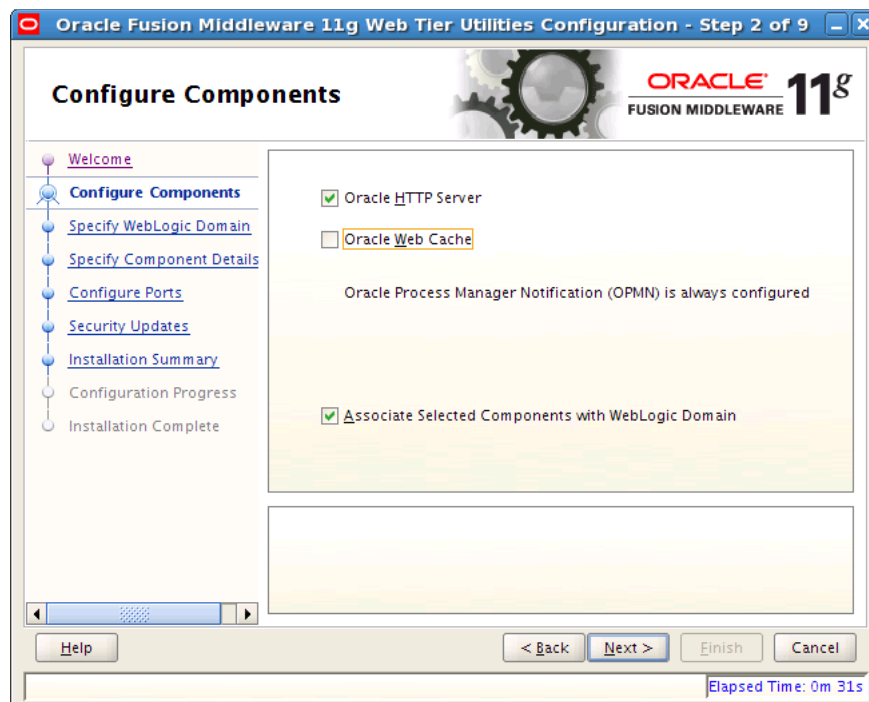 Oracle Fusion Middleware 11g Web Tier Utilities Configuration - Step 2 of 9
Configure Components
ORACLE
FUSION MIDDLEWARE
11g
Welcome
Configure Components
Specify WebLogic Domain
Specify Component Details
Configure Ports
Security Updates
Installation Summary
Configuration Progress
Installation Complete
Oracle HTTP Server
Oracle Web Cache
Oracle Process Manager Notification (OPMN) is always configured
Associate Selected Components with WebLogic Domain
Help
< Back
Next >
Finish
Cancel
Elapsed Time: 0m 31s